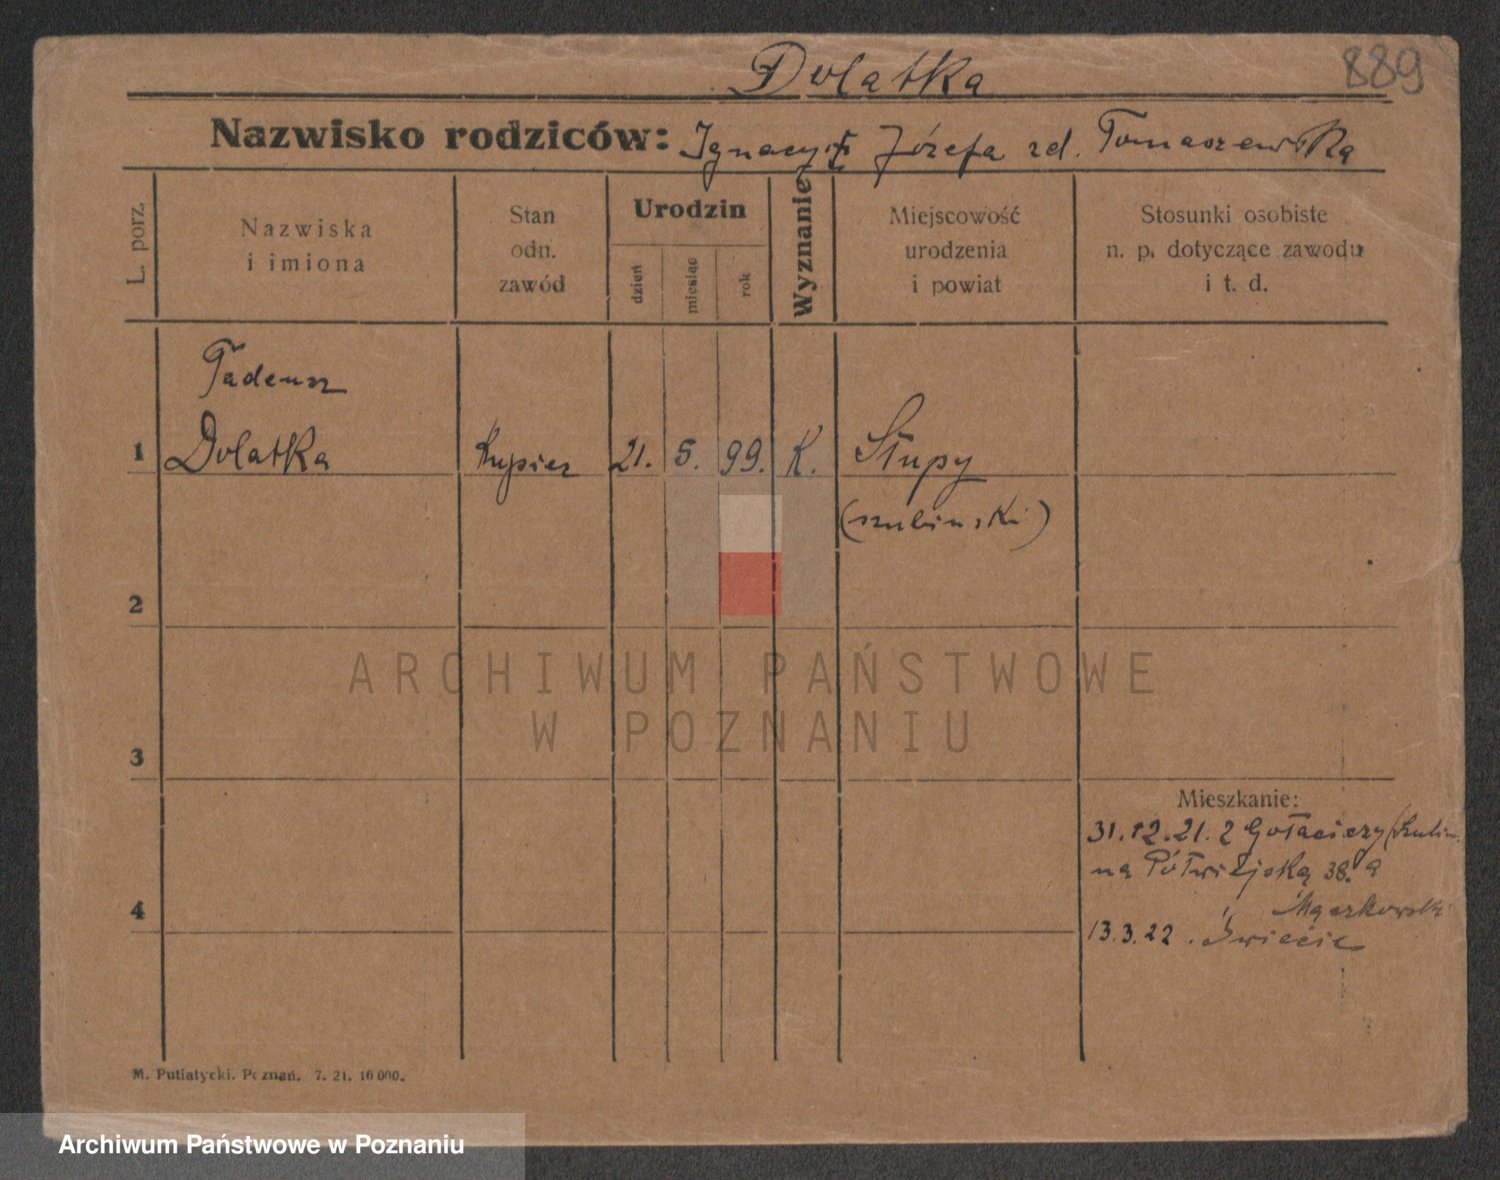 Dolatka
889
Nazwisko rodziców: Ignacy i Józefa zd. Tomaszewska
L. porz.
Nazwiska
i imiona
Stan
odn.
zawód
Urodzin
dzień
miesiąc
rok
Wyznanie
Miejscowość
urodzenia
i powiat
Stosunki osobiste
n. p. dotyczące zawodu
i t. d.
Tadeusz
1 Dolatka Kupiec 21. 5. 99. K. Słupy
(szubiński)
2
3
4
ARCHIWUM PAŃSTWOWE
W POZNANIU
Mieszkanie:
31.12.21. z
na Półwiejską 38.a
13.3.22.
M. Putiatycki. Poznań. 7. 21. 10 000.
Archiwum Państwowe w Poznaniu